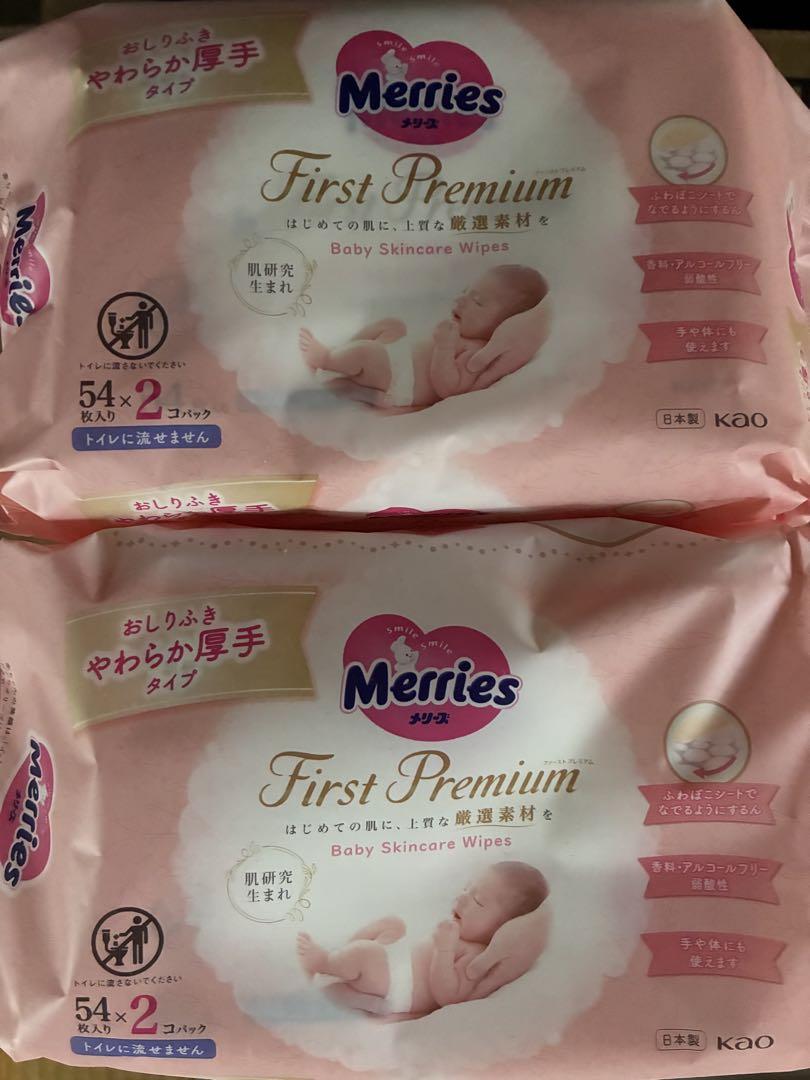 おしりふき
やわらか厚手
タイプ
Smile Smile
Merries
メリーズ
First Premium
ファーストプレミアム
はじめての肌に、上質な厳選素材を
Baby Skincare Wipes
肌研究
生まれ
ふわぽこシートで
なでるようにするん
香料・アルコールフリー
弱酸性
手や体にも
使えます
トイレに流さないでください
54枚入り×2コパック
トイレに流せません
日本製 Kao
おしりふき
おしりふき
やわらか厚手
タイプ
Smile Smile
Merries
メリーズ
First Premium
ファーストプレミアム
はじめての肌に、上質な厳選素材を
Baby Skincare Wipes
肌研究
生まれ
ふわぽこシートで
なでるようにするん
香料・アルコールフリー
弱酸性
手や体にも
使えます
トイレに流さないでください
54枚入り×2コパック
トイレに流せません
日本製 Kao
Merries
メリーズ